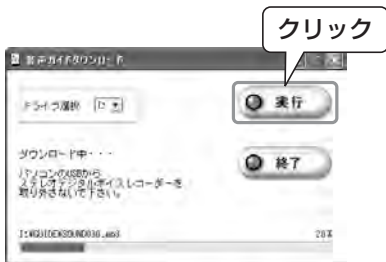 クリック
音声ガイドダウンロード
実行
ドライブ選択 I:
ダウンロード中・・・
終了
パソコンのUSBから
ステレオデジタルボイスレコーダーを
取り外さないで下さい。
28%